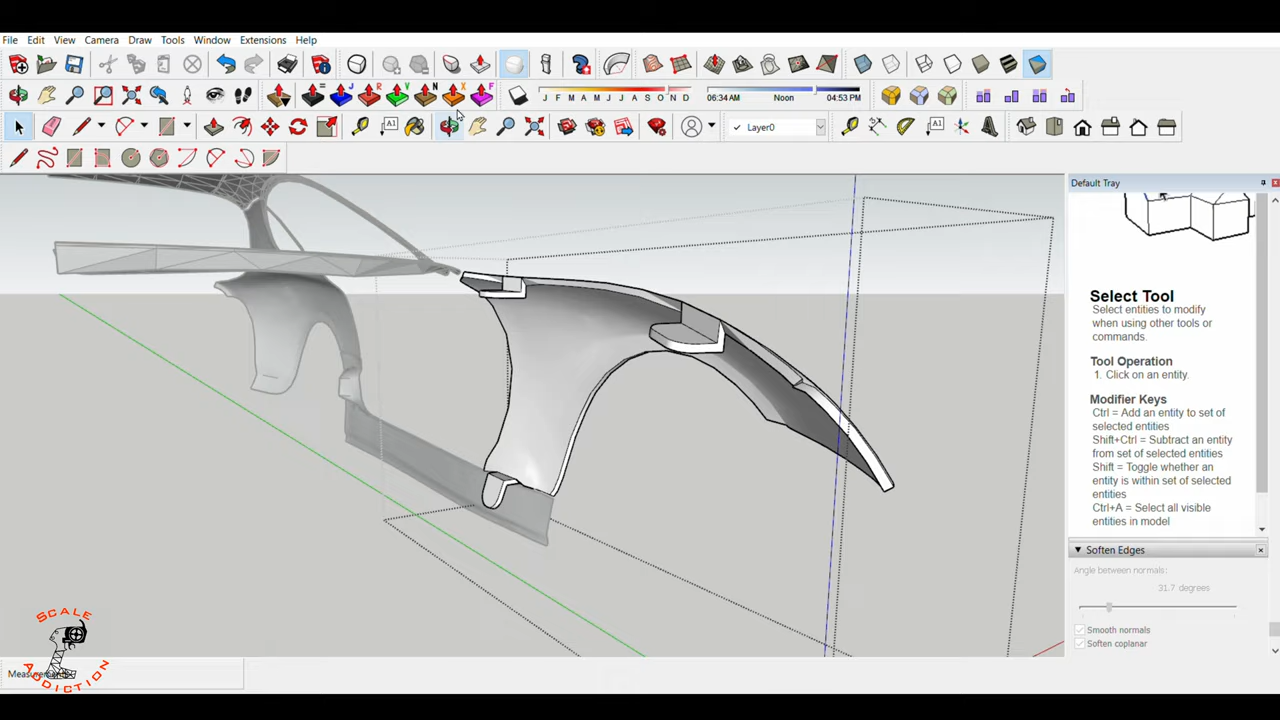 File Edit View Camera Draw Tools Window Extensions Help
= J R V N X F
J F M A M J J A S O N D
06:34 AM Noon 04:53 PM
A1
✓ Layer0
A1
Default Tray
Select Tool
Select entities to modify
when using other tools or
commands.
Tool Operation
1. Click on an entity.
Modifier Keys
Ctrl = Add an entity to set of
selected entities
Shift+Ctrl = Subtract an entity
from set of selected entities
Shift = Toggle whether an
entity is within set of selected
entities
Ctrl+A = Select all visible
entities in model
Soften Edges
Angle between normals:
31.7 degrees
Smooth normals
Soften coplanar
SCALE
ADDICTION